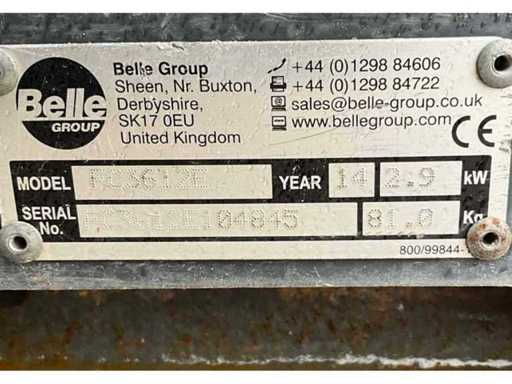 Belle
GROUP
Belle Group
Sheen, Nr. Buxton,
Derbyshire,
SK17 0EU
United Kingdom
+44 (0)1298 84606
+44 (0)1298 84722
sales@belle-group.co.uk
www.bellegroup.com
CE
MODEL PC3612E YEAR 14 2.9 kW
SERIAL No. 104845 81.0 Kg
800/99844